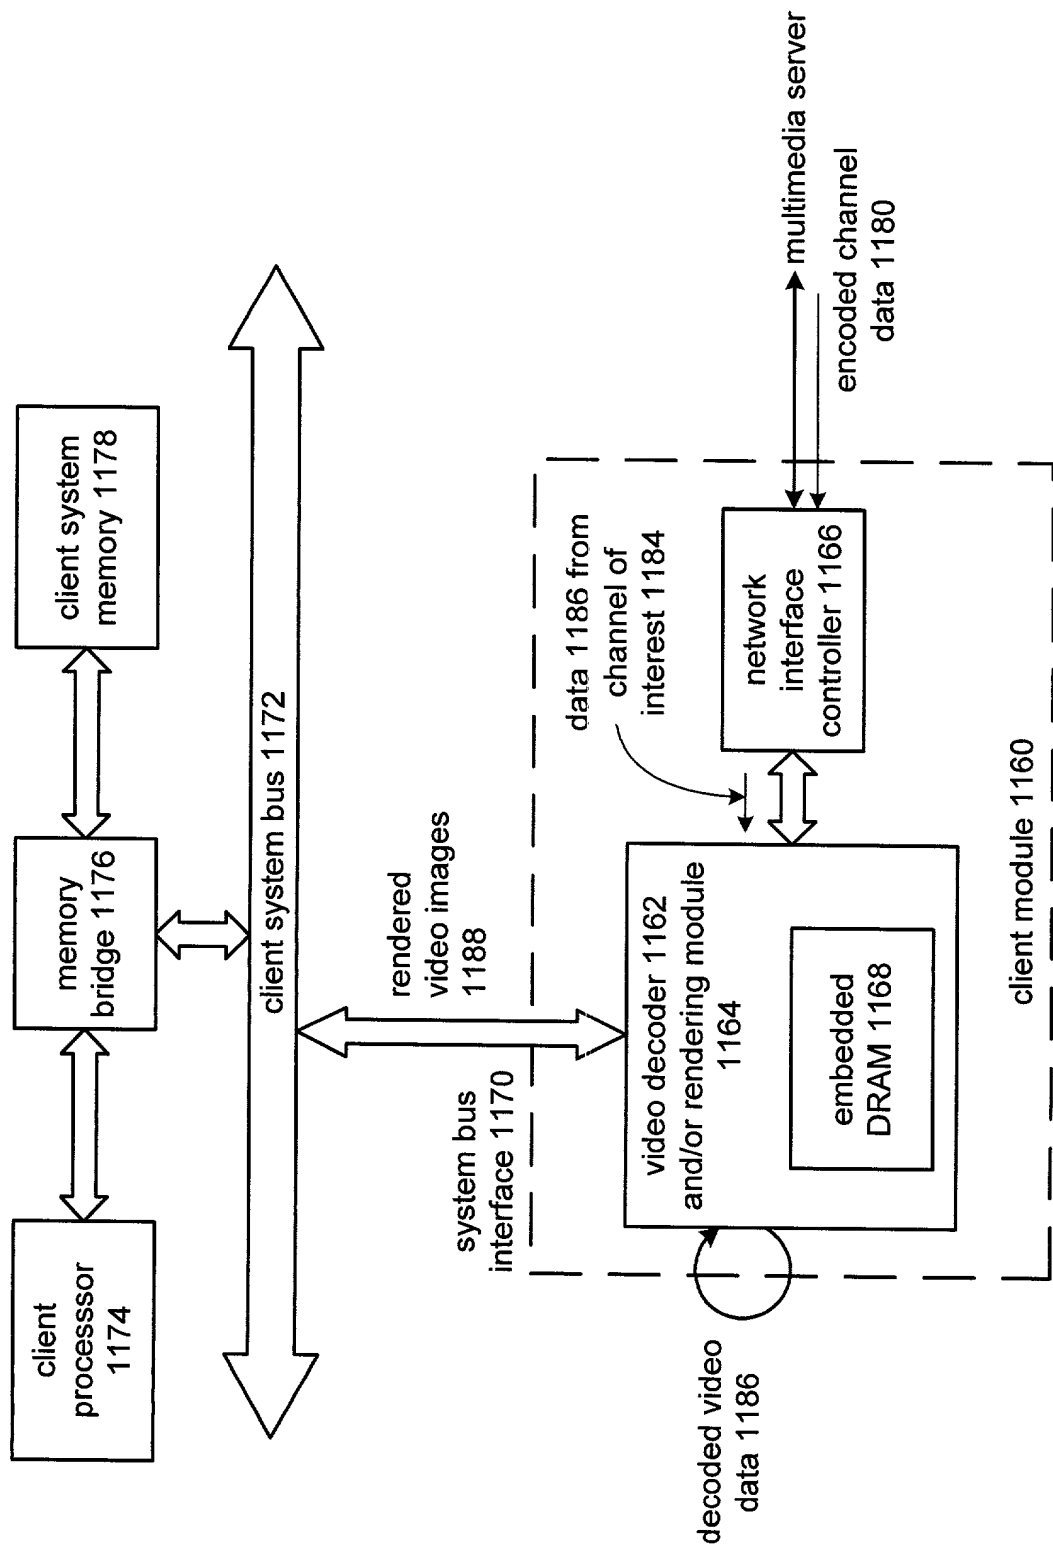 client
processsor
1174
memory
bridge 1176
client system
memory 1178
client system bus 1172
rendered
video images
1188
system bus
interface 1170
data 1186 from
channel of
interest 1184
multimedia server
encoded channel
data 1180
video decoder 1162
and/or rendering module
1164
embedded
DRAM 1168
network
interface
controller 1166
decoded video
data 1186
client module 1160